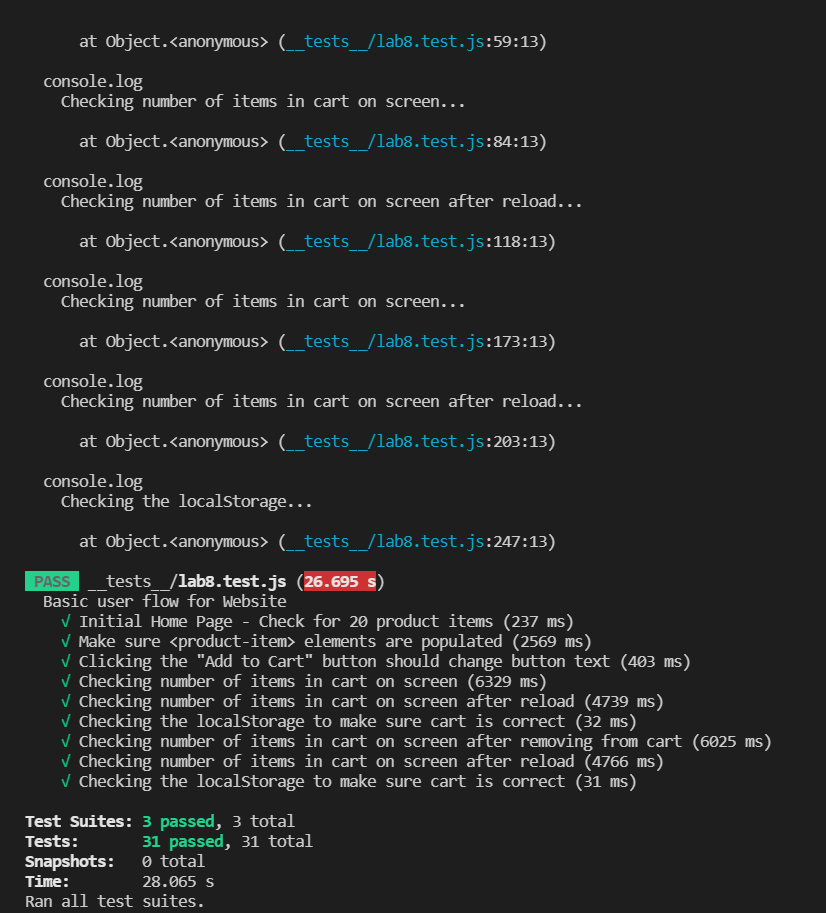 at Object.<anonymous> (__tests__/lab8.test.js:59:13)
console.log
Checking number of items in cart on screen...
at Object.<anonymous> (__tests__/lab8.test.js:84:13)
console.log
Checking number of items in cart on screen after reload...
at Object.<anonymous> (__tests__/lab8.test.js:118:13)
console.log
Checking number of items in cart on screen...
at Object.<anonymous> (__tests__/lab8.test.js:173:13)
console.log
Checking number of items in cart on screen after reload...
at Object.<anonymous> (__tests__/lab8.test.js:203:13)
console.log
Checking the localStorage...
at Object.<anonymous> (__tests__/lab8.test.js:247:13)
PASS __tests__/lab8.test.js (26.695 s)
Basic user flow for Website
√ Initial Home Page - Check for 20 product items (237 ms)
√ Make sure <product-item> elements are populated (2569 ms)
√ Clicking the "Add to Cart" button should change button text (403 ms)
√ Checking number of items in cart on screen (6329 ms)
√ Checking number of items in cart on screen after reload (4739 ms)
√ Checking the localStorage to make sure cart is correct (32 ms)
√ Checking number of items in cart on screen after removing from cart (6025 ms)
√ Checking number of items in cart on screen after reload (4766 ms)
√ Checking the localStorage to make sure cart is correct (31 ms)
Test Suites: 3 passed, 3 total
Tests: 31 passed, 31 total
Snapshots: 0 total
Time: 28.065 s
Ran all test suites.